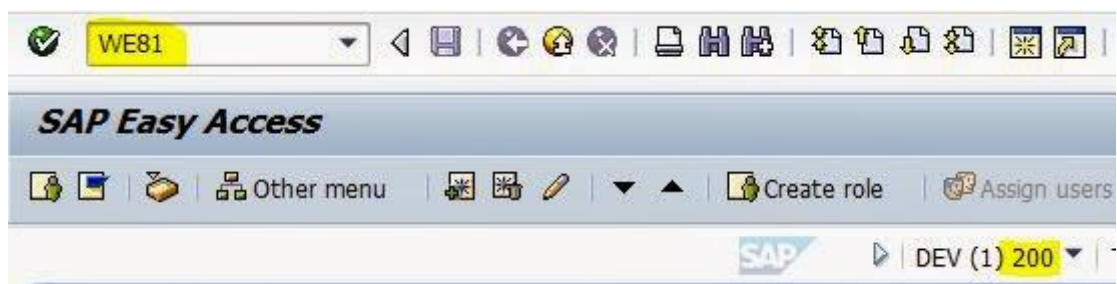 WE81
SAP Easy Access
Other menu Create role Assign users
SAP DEV (1) 200